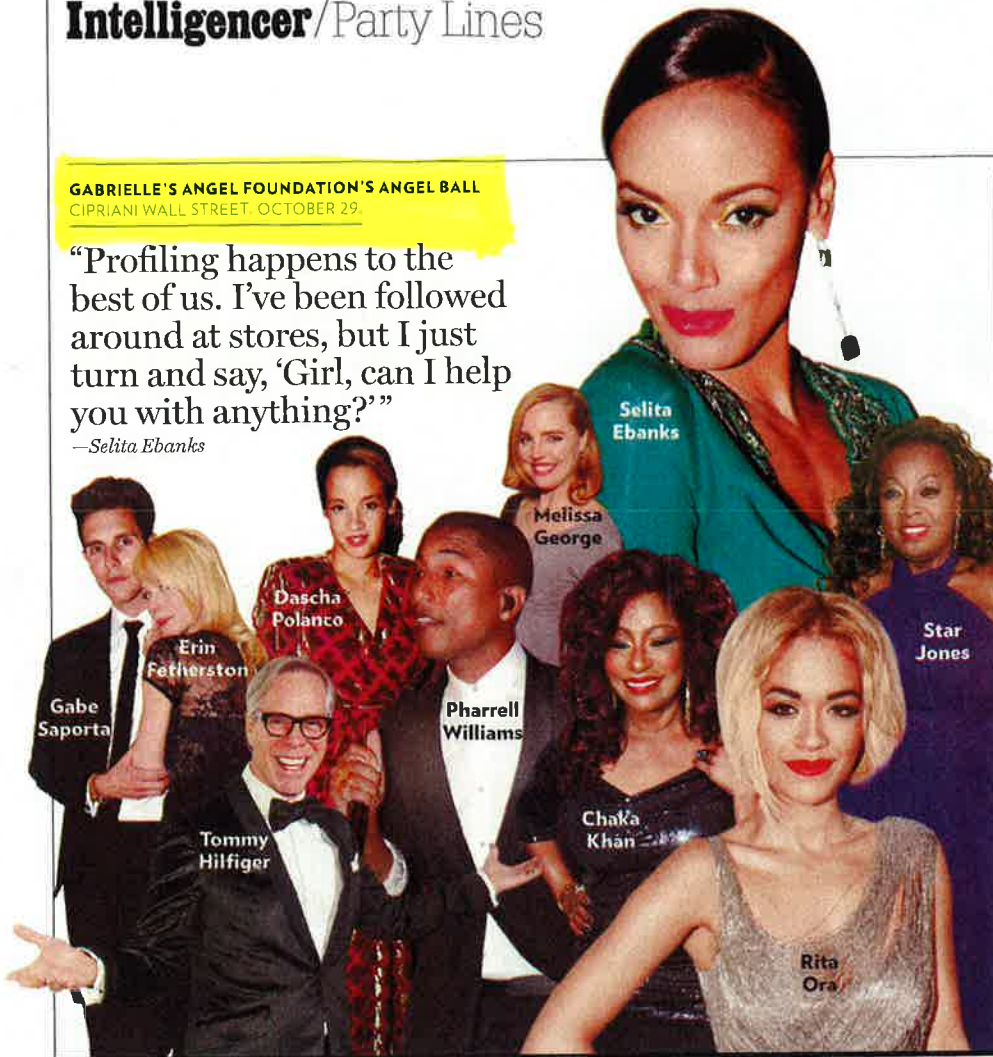 Intelligencer/Party Lines
GABRIELLE'S ANGEL FOUNDATION'S ANGEL BALL
CIPRIANI WALL STREET. OCTOBER 29.
“Profiling happens to the
best of us. I’ve been followed
around at stores, but I just
turn and say, ‘Girl, can I help
you with anything?’”
—Selita Ebanks
Selita
Ebanks
Melissa
George
Dascha
Polanco
Star
Jones
Erin
Fetherston
Gabe
Saporta
Pharrell
Williams
Chaka
Khan
Tommy
Hilfiger
Rita
Ora